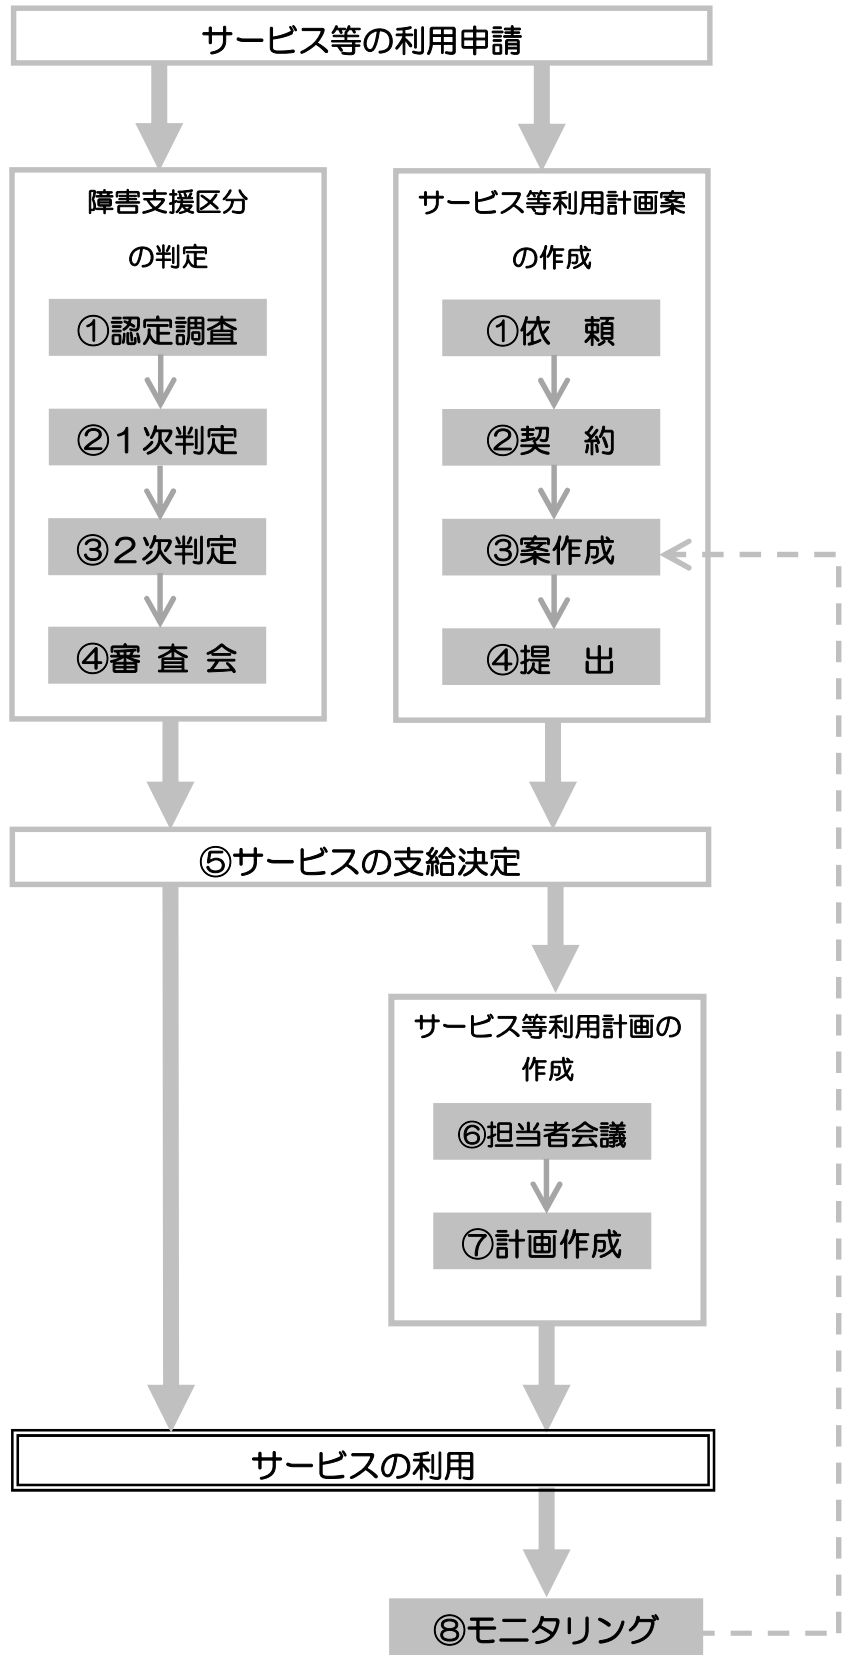 サービス等の利用申請
障害支援区分
の判定
①認定調査
②１次判定
③２次判定
④審 査 会
サービス等利用計画案
の作成
①依　頼
②契　約
③案作成
④提　出
⑤サービスの支給決定
サービス等利用計画の
作成
⑥担当者会議
⑦計画作成
サービスの利用
⑧モニタリング